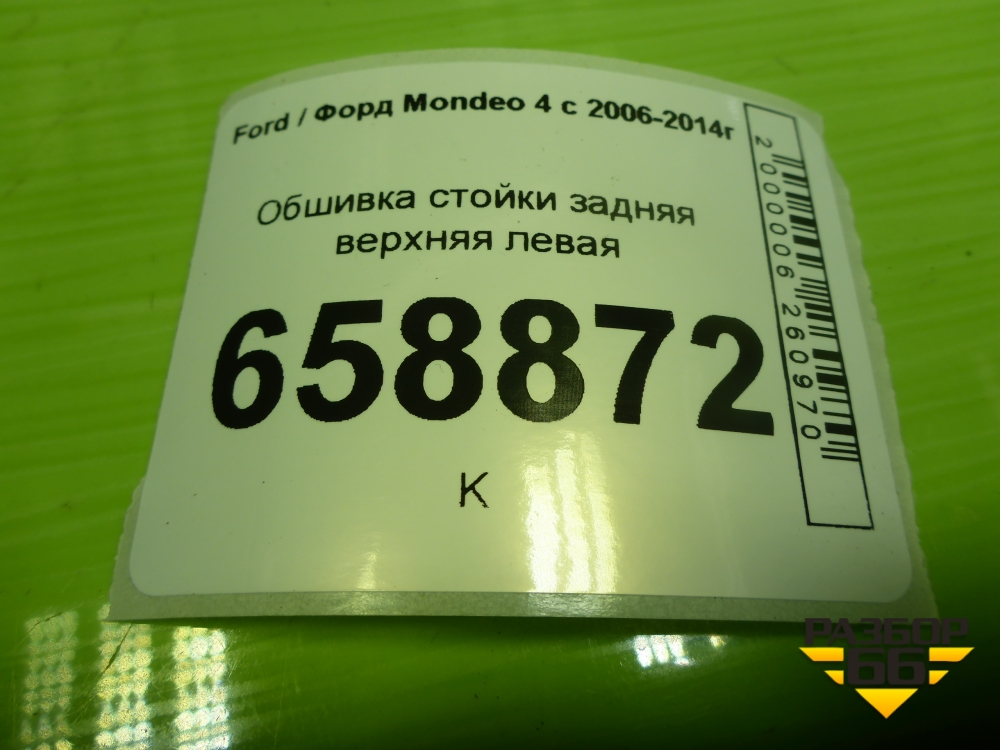 Ford / Форд Mondeo 4 с 2006-2014г
Обшивка стойки задняя
верхняя левая
658872
К
2000006260970
РАЗБОР
66